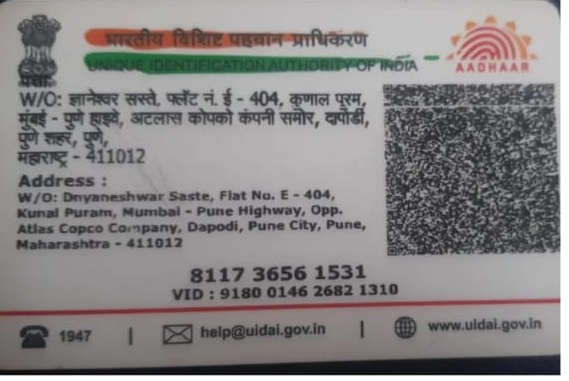 भारतीय विशिष्ट पहचान प्राधिकरण
UNIQUE IDENTIFICATION AUTHORITY OF INDIA
AADHAAR
पत्ता:
W/O: ज्ञानेश्वर सस्ते, फ्लॅट नं. ई - 404, कुणाल पुरम,
मुंबई - पुणे हाइवे, अटलास कोपको कंपनी समोर, दापोडी,
पुणे शहर, पुणे,
महाराष्ट्र - 411012
Address :
W/O: Dnyaneshwar Saste, Flat No. E - 404,
Kunal Puram, Mumbai - Pune Highway, Opp.
Atlas Copco Company, Dapodi, Pune City, Pune,
Maharashtra - 411012
8117 3656 1531
VID : 9180 0146 2682 1310
1947 | help@uidai.gov.in | www.uidai.gov.in